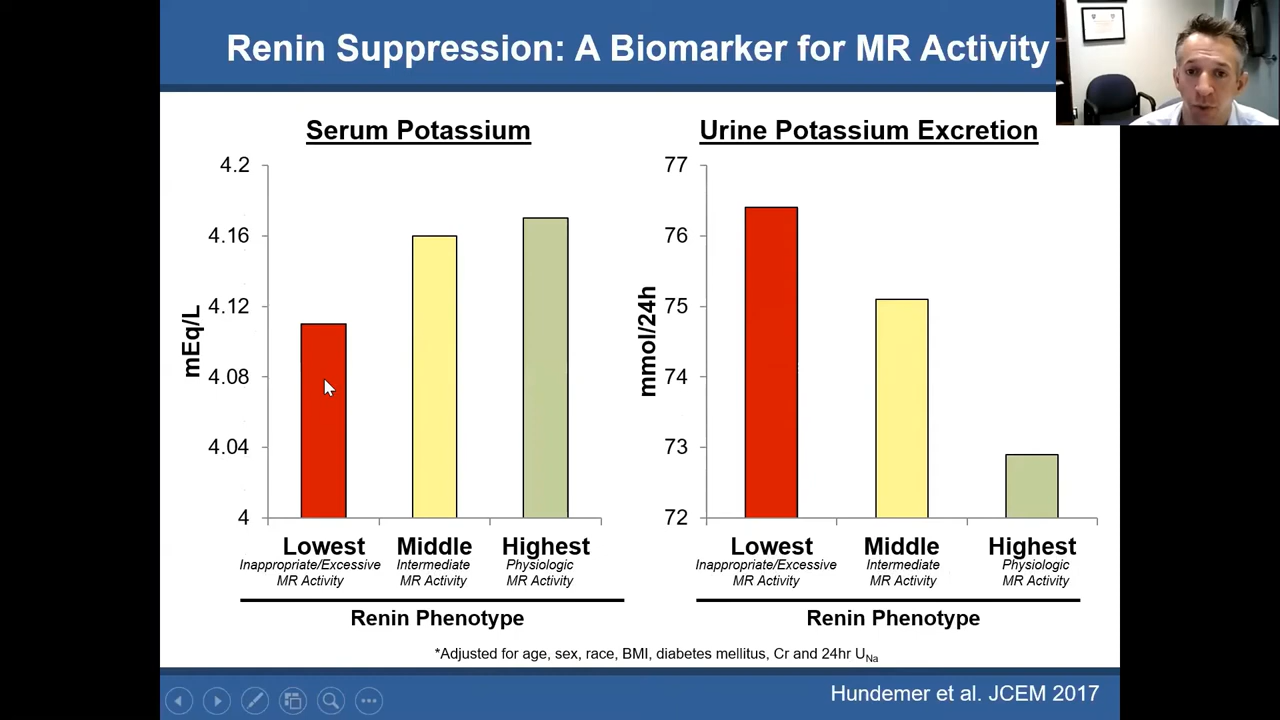 Renin Suppression: A Biomarker for MR Activity
Serum Potassium
4.2
4.16
4.12
4.08
4.04
4
mEq/L
Lowest
Inappropriate/Excessive
MR Activity
Middle
Intermediate
MR Activity
Highest
Physiologic
MR Activity
Renin Phenotype
Urine Potassium Excretion
77
76
75
74
73
72
mmol/24h
Lowest
Inappropriate/Excessive
MR Activity
Middle
Intermediate
MR Activity
Highest
Physiologic
MR Activity
Renin Phenotype
*Adjusted for age, sex, race, BMI, diabetes mellitus, Cr and 24hr UNa
Hundemer et al. JCEM 2017